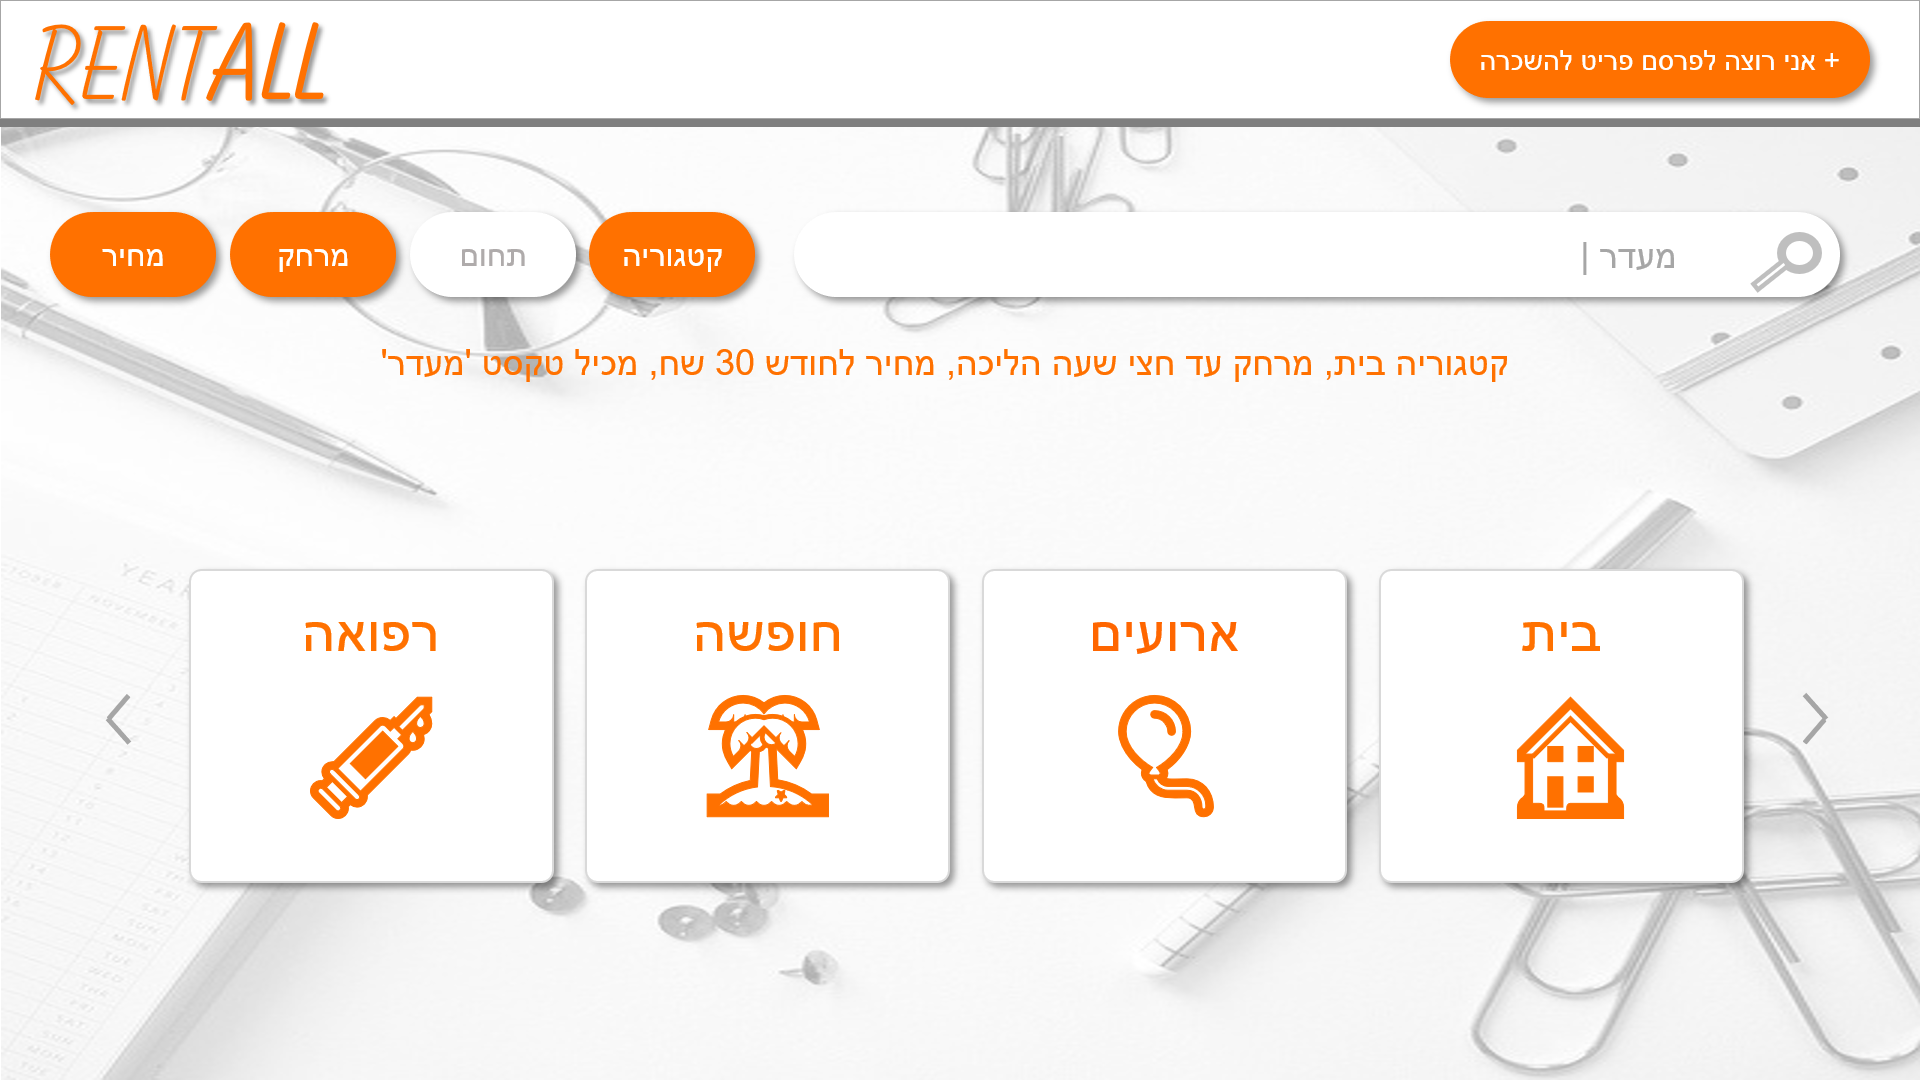 RENTALL
+ אני רוצה לפרסם פריט להשכרה
מעדר |
קטגוריה
תחום
מרחק
מחיר
קטגוריה בית, מרחק עד חצי שעה הליכה, מחיר לחודש 30 שח, מכיל טקסט 'מעדר'
בית
ארועים
חופשה
רפואה
NOVEMBER